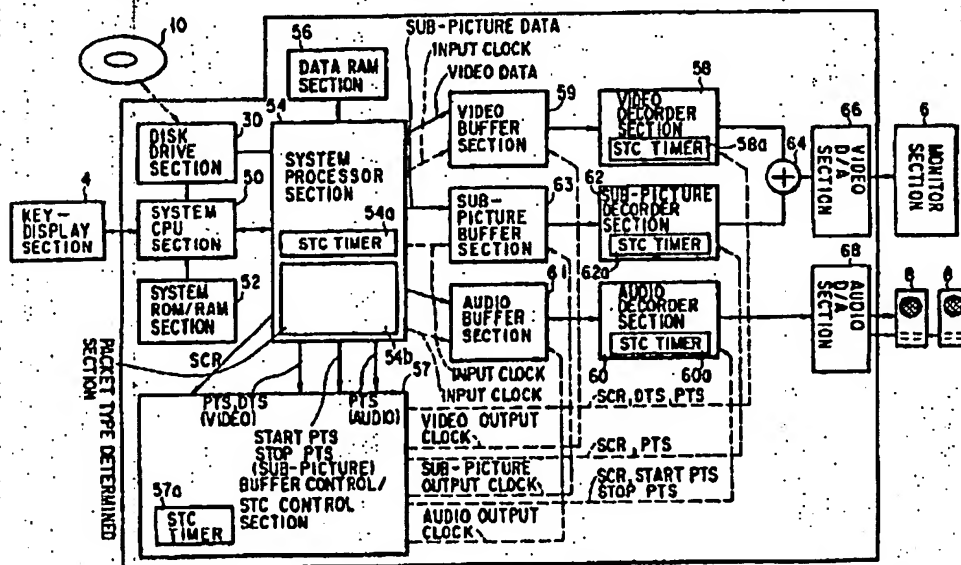 10
SUB-PICTURE DATA
INPUT CLOCK
VIDEO DATA
56
DATA RAM
SECTION
54
30
DISK
DRIVE
SECTION
SYSTEM
PROCESSOR
SECTION
54a
STC TIMER
54b
4
KEY-
DISPLAY
SECTION
50
SYSTEM
CPU
SECTION
52
SYSTEM
ROM/RAM
SECTION
59
VIDEO
BUFFER
SECTION
63
SUB-
PICTURE
BUFFER
SECTION
61
AUDIO
BUFFER
SECTION
INPUT CLOCK
INPUT CLOCK
58
VIDEO
DECORDER
SECTION
STC TIMER
58a
62
SUB-PICTURE
DECORDER
SECTION
STC TIMER
62a
AUDIO
DECORDER
SECTION
STC TIMER
60
60a
64
66
VIDEO
D/A
SECTION
6
MONITOR
SECTION
68
AUDIO
D/A
SECTION
8
8
PACKET TYPE DETERMINED
SECTION
SCR
57
PTS,DTS
(VIDEO)
PTS
(AUDIO)
START PTS
STOP PTS
(SUB-PICTURE)
BUFFER CONTROL/
STC CONTROL
SECTION
57a
STC
TIMER
SCR, DTS, PTS
VIDEO OUTPUT
CLOCK
SCR, PTS
SUB-PICTURE
OUTPUT CLOCK
SCR, START PTS
STOP PTS
AUDIO OUTPUT
CLOCK